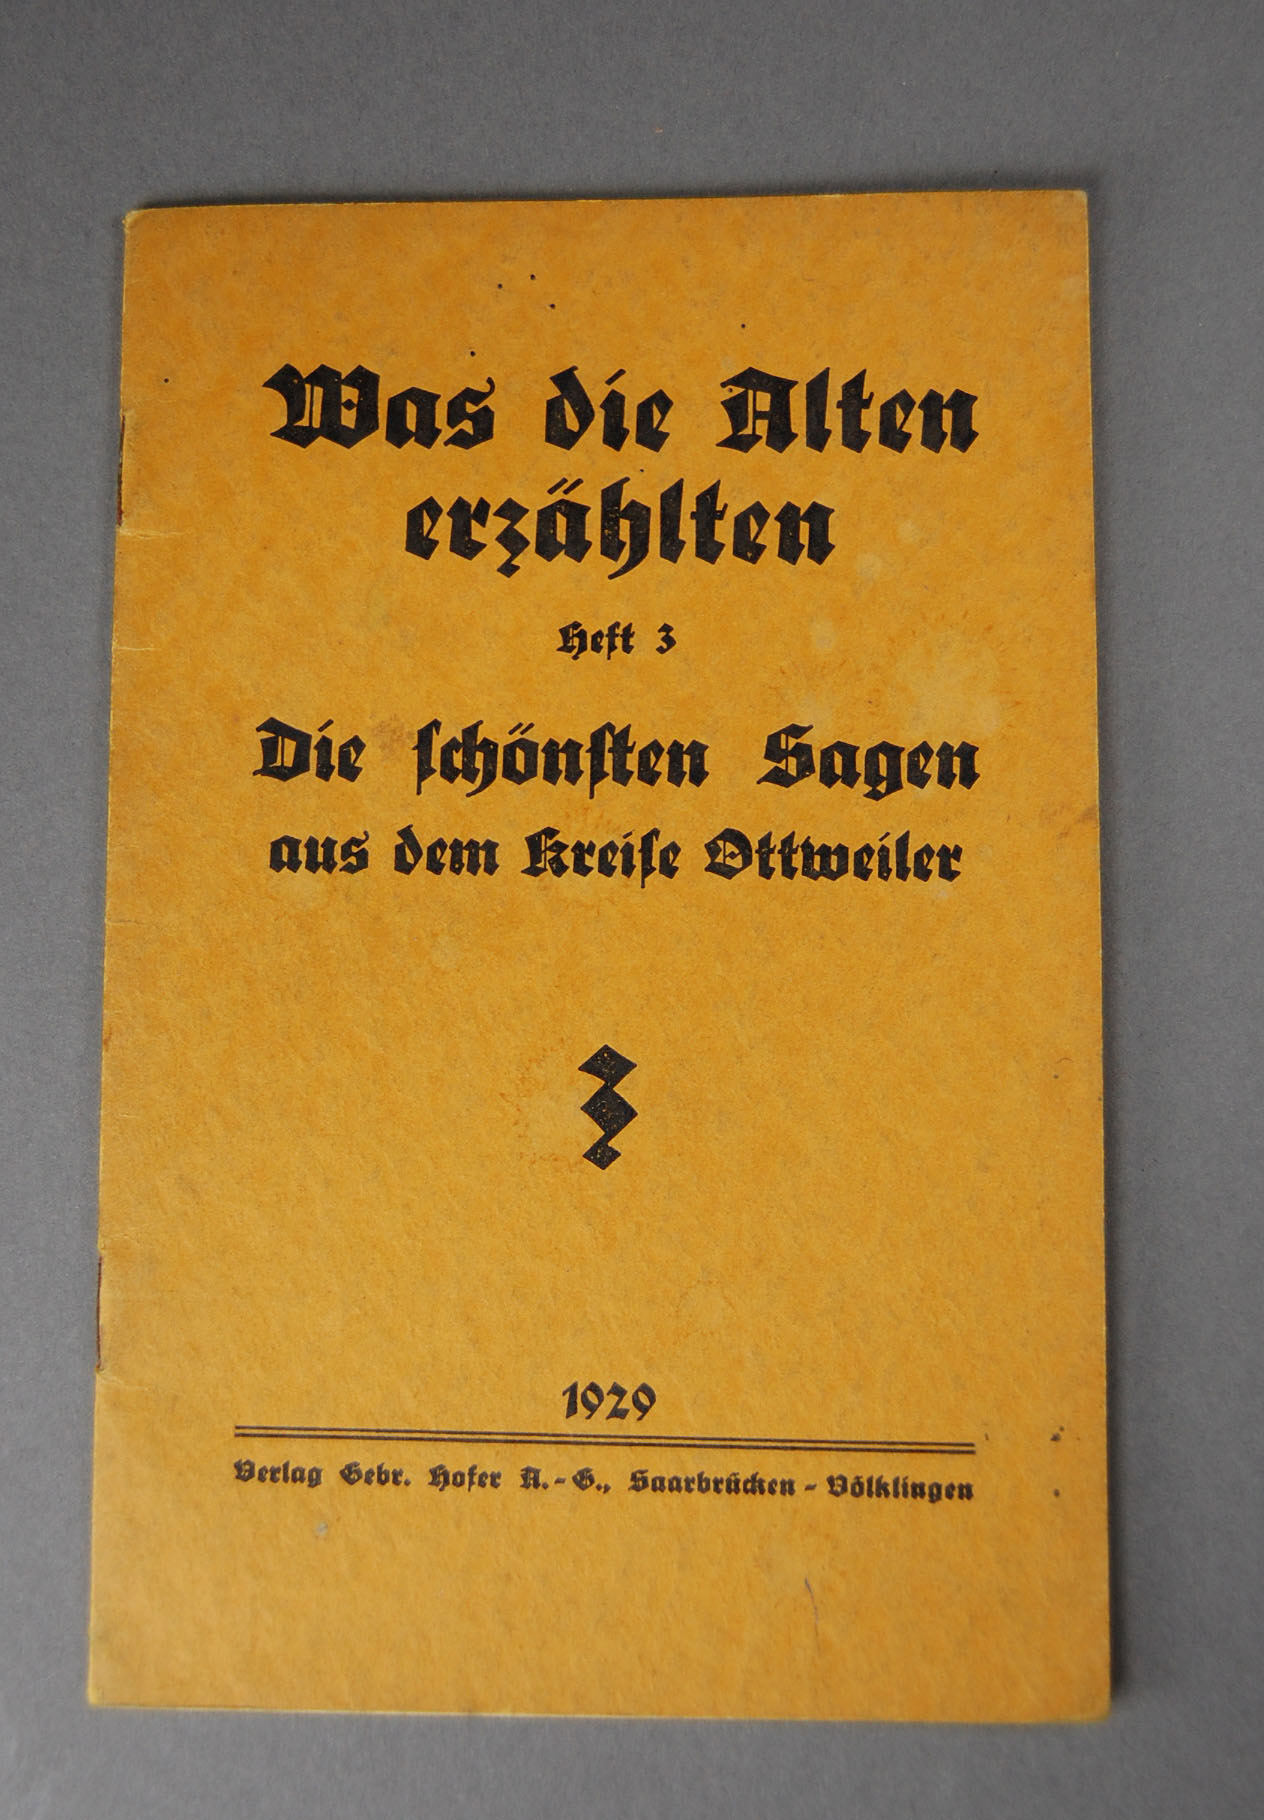 Was die Alten
erzählten
Heft 3
Die ſchönſten Sagen
aus dem Kreiſe Ottweiler
1929
Verlag Gebr. Hofer A.-G., Saarbrücken - Völklingen